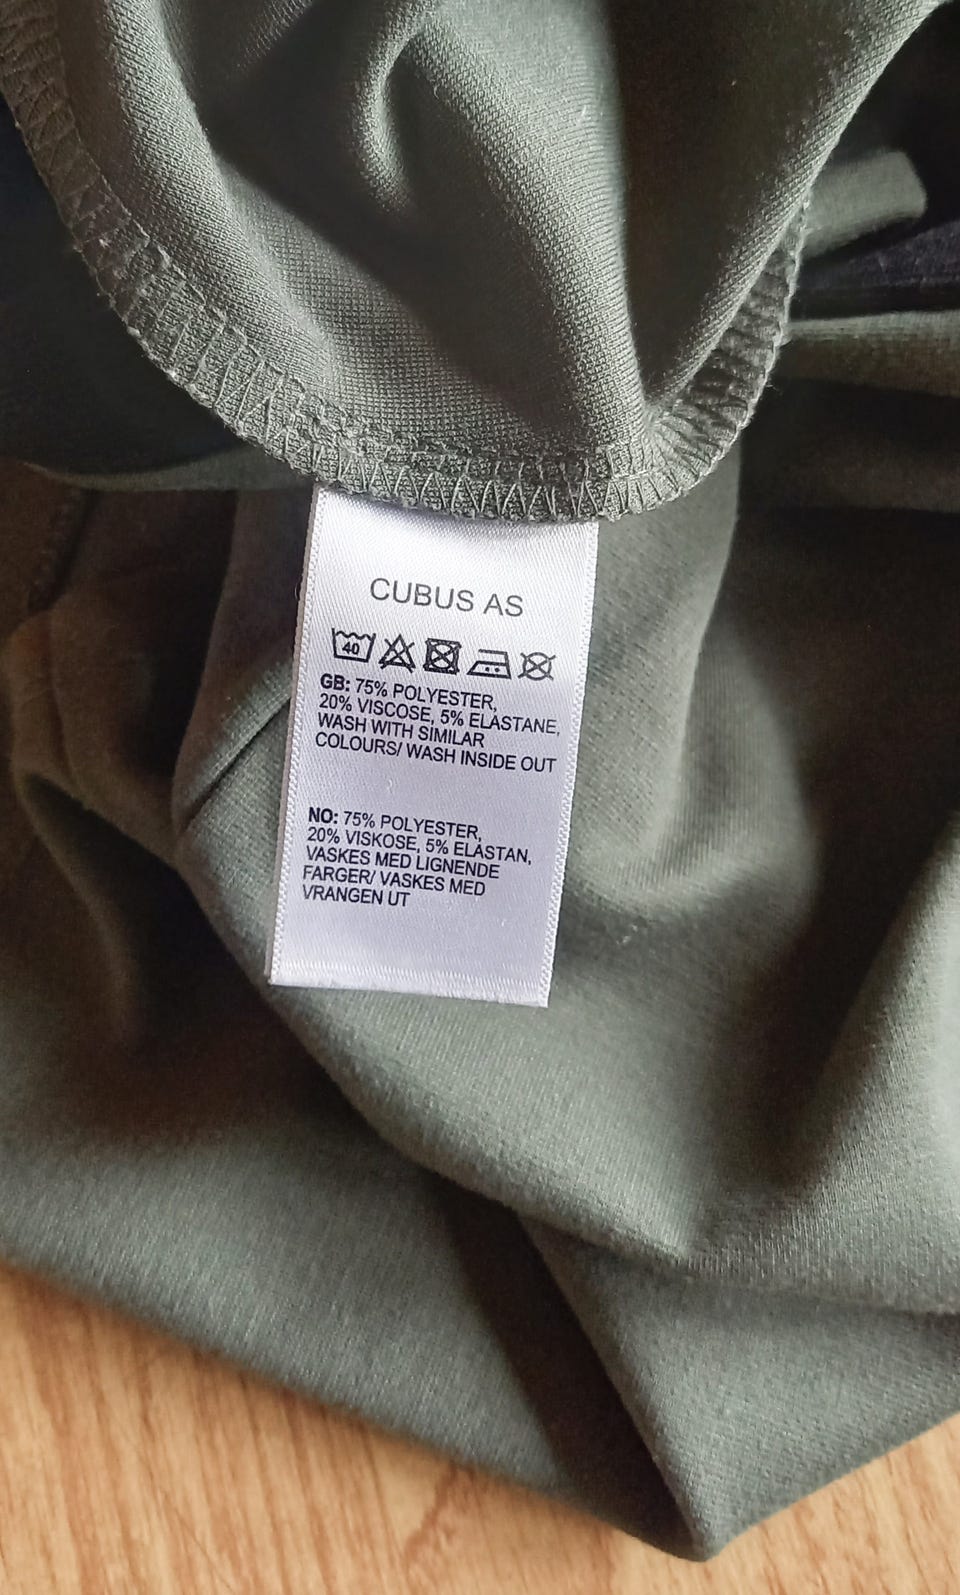 CUBUS AS
40
GB: 75% POLYESTER,
20% VISCOSE, 5% ELASTANE,
WASH WITH SIMILAR
COLOURS/ WASH INSIDE OUT
NO: 75% POLYESTER,
20% VISKOSE, 5% ELASTAN,
VASKES MED LIGNENDE
FARGER/ VASKES MED
VRANGEN UT